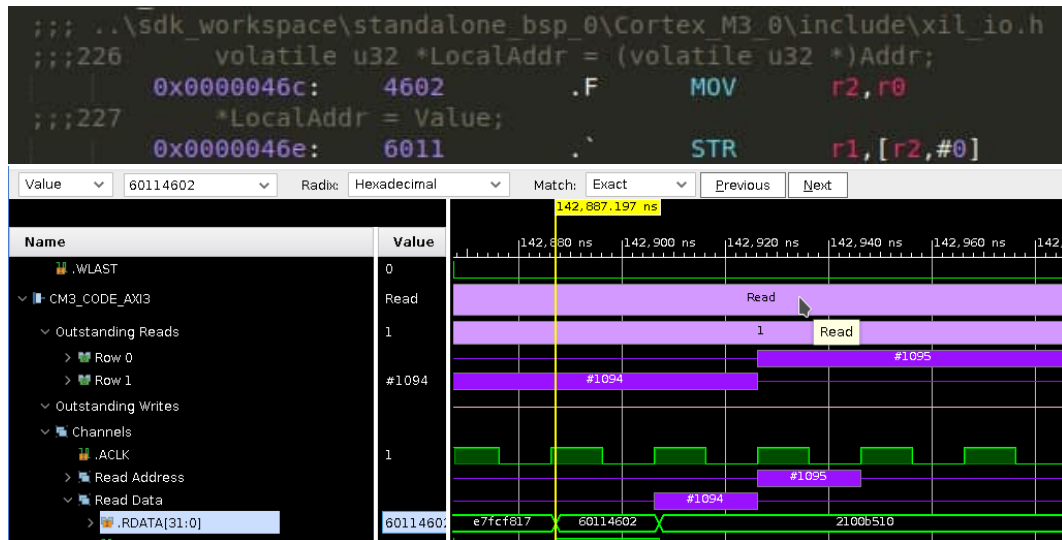 ;;; ..\sdk_workspace\standalone_bsp_0\Cortex_M3_0\include\xil_io.h
;;;226 volatile u32 *LocalAddr = (volatile u32 *)Addr;
0x0000046c: 4602 .F MOV r2,r0
;;;227 *LocalAddr = Value;
0x0000046e: 6011 .` STR r1,[r2,#0]
Value 60114602 Radix: Hexadecimal Match: Exact Previous Next
142,887.197 ns
Name Value 142,880 ns 142,900 ns 142,920 ns 142,940 ns 142,960 ns 142,
.WLAST 0
CM3_CODE_AXI3 Read Read
Outstanding Reads 1 1 Read
Row 0 #1095
Row 1 #1094 #1094
Outstanding Writes
Channels
.ACLK 1
Read Address #1095
Read Data #1094
.RDATA[31:0] 60114602 e7fcf817 60114602 2100b510